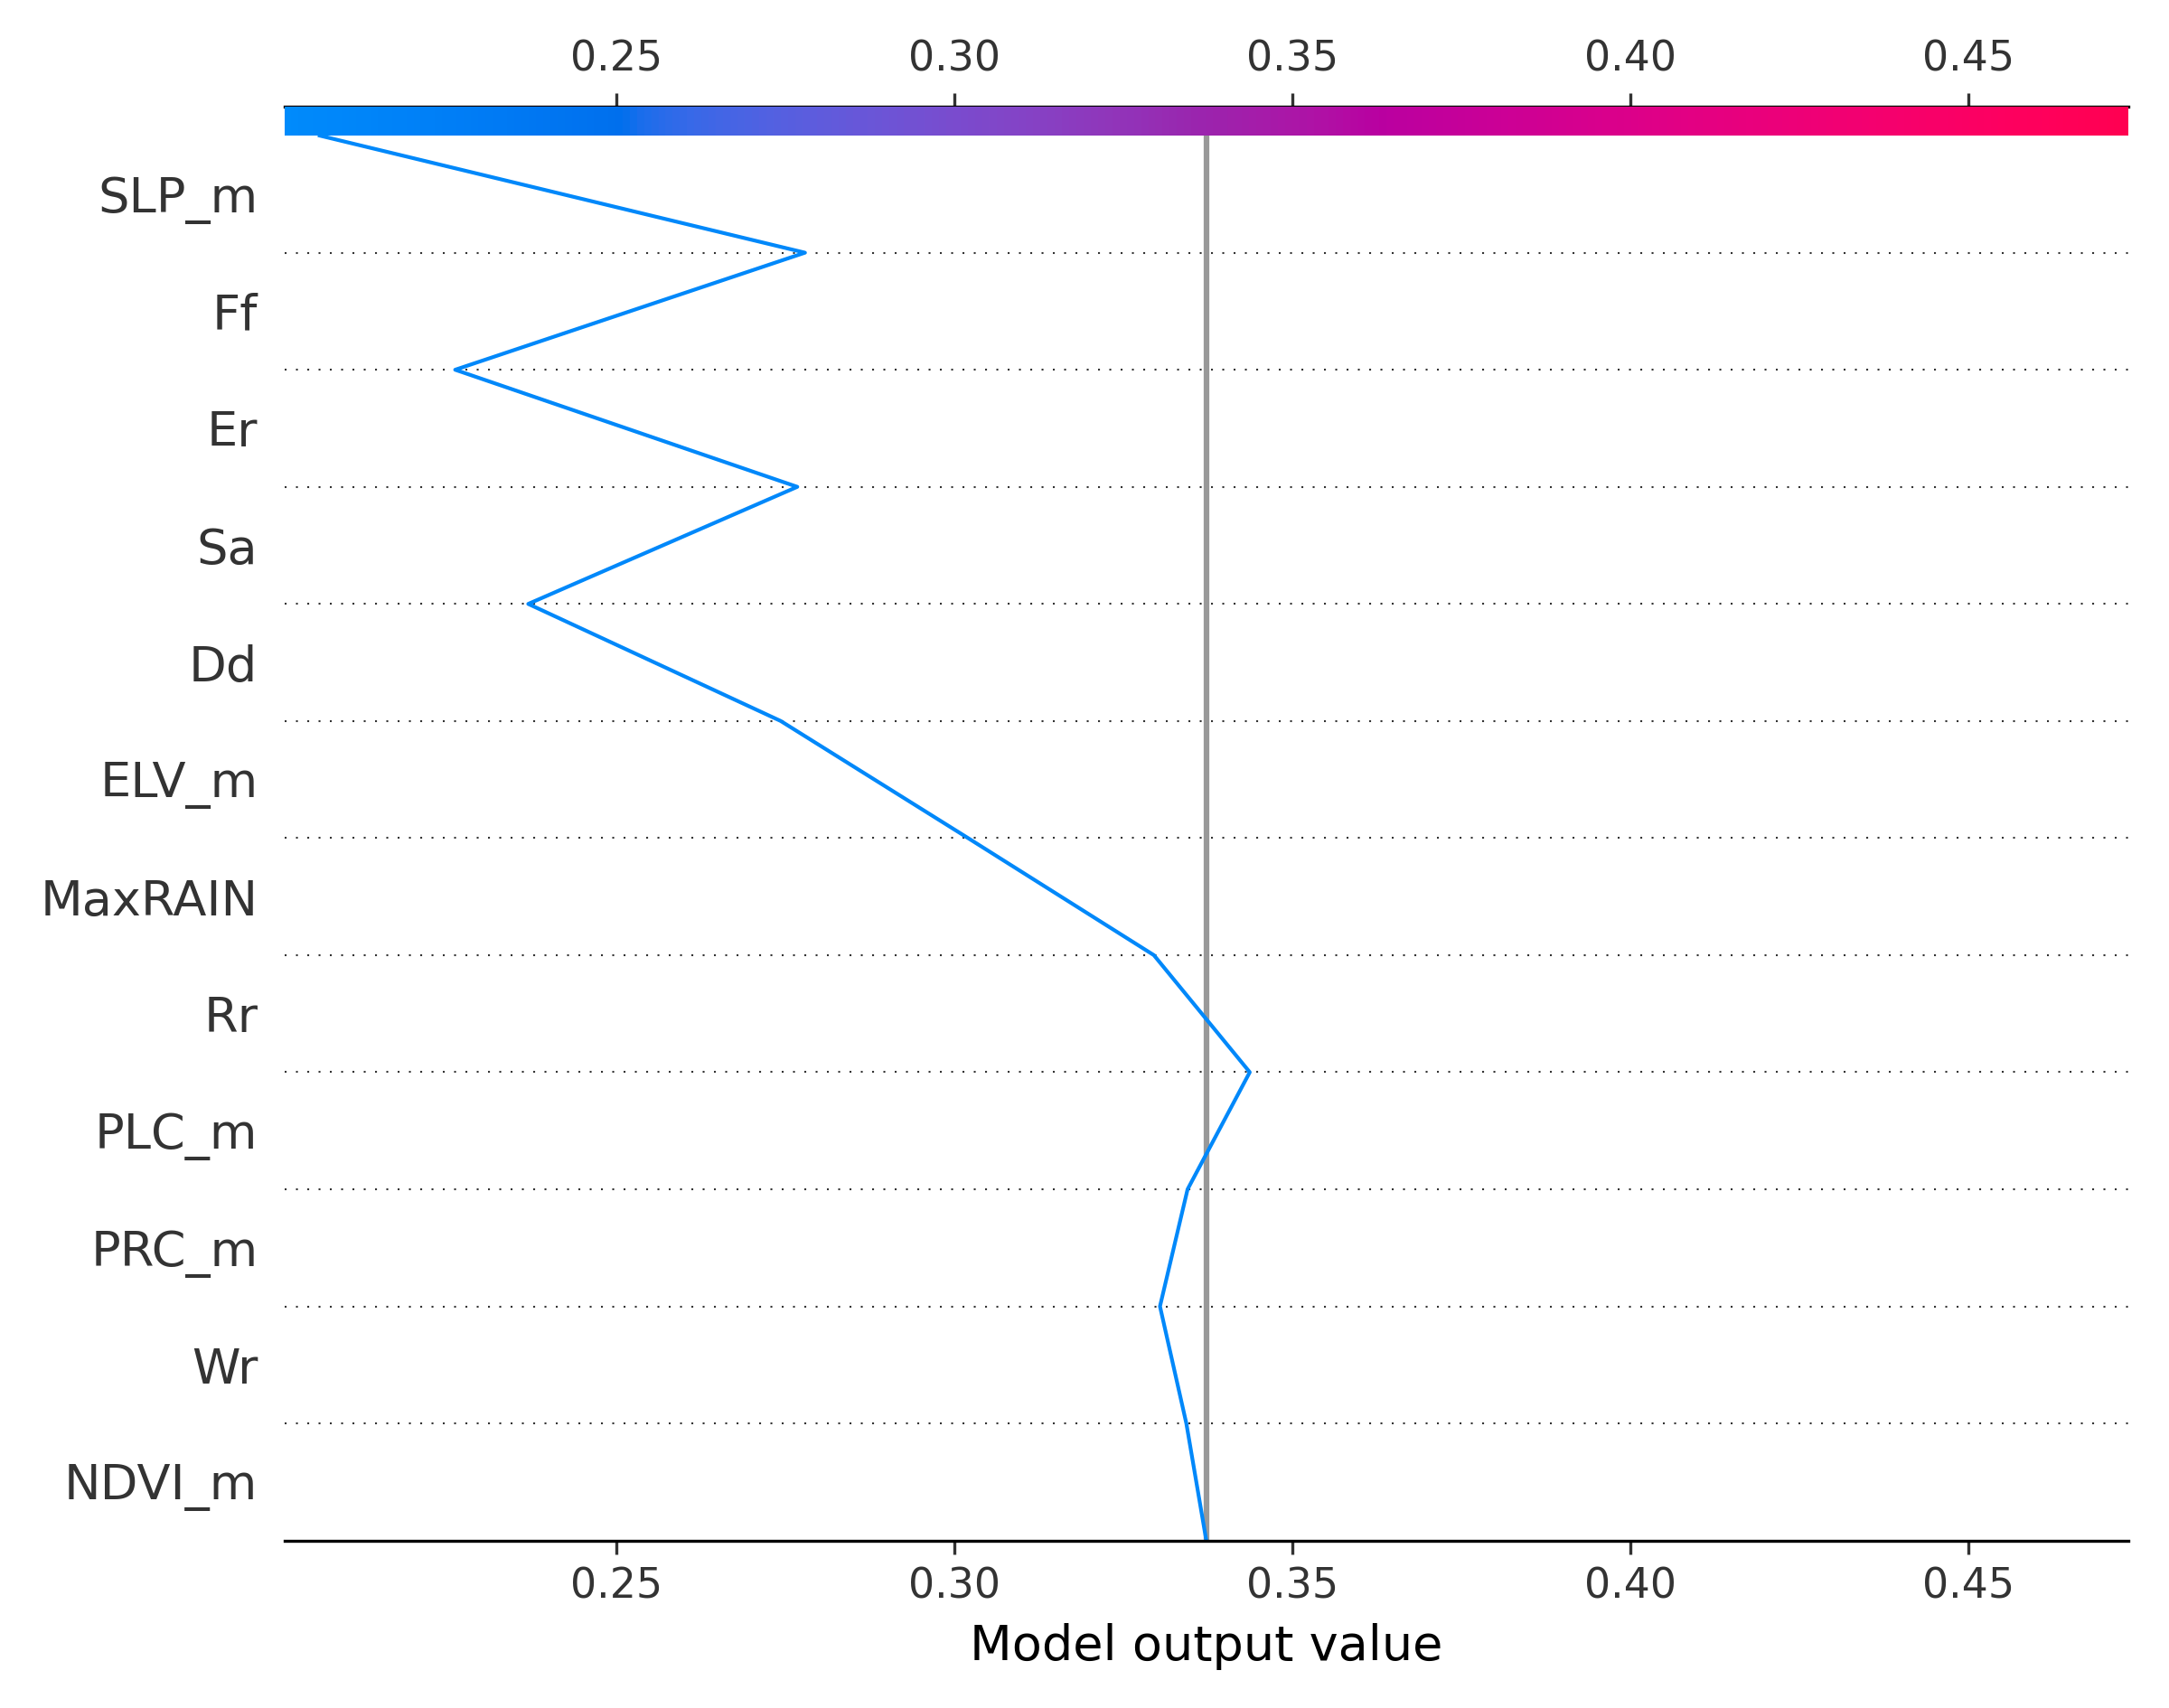 0.25 0.30 0.35 0.40 0.45
SLP_m
Ff
Er
Sa
Dd
ELV_m
MaxRAIN
Rr
PLC_m
PRC_m
Wr
NDVI_m
0.25 0.30 0.35 0.40 0.45
Model output value